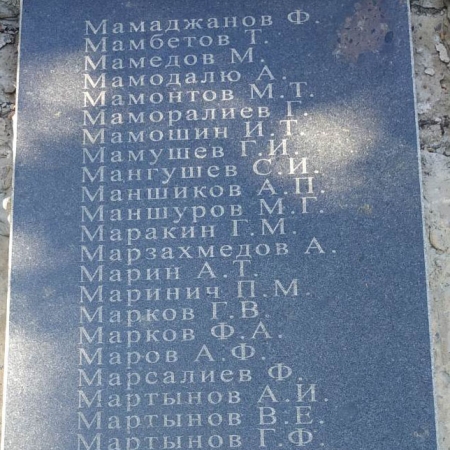 Мамаджанов Ф.
Мамбетов Т.
Мамедов М.
Мамодалю А.
Мамонтов М.Т.
Маморалиев Г.
Мамошин И.Т.
Мамушев Г.И.
Мангушев С.И.
Маншиков А.П.
Маншуров М.Г.
Маракин Г.М.
Марзахмедов А.
Марин А.Т.
Маринич П.М.
Марков Г.В.
Марков Ф.А.
Маров А.Ф.
Марсалиев Ф.
Мартынов А.И.
Мартынов В.Е.
Мартынов Г.Ф.